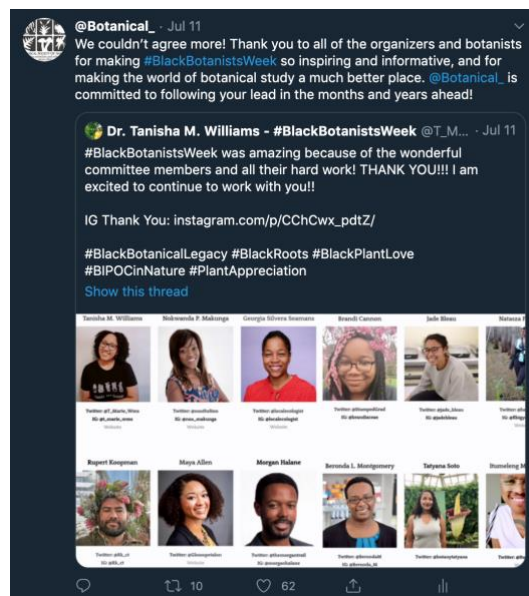 @Botanical_ · Jul 11
We couldn't agree more! Thank you to all of the organizers and botanists
for making #BlackBotanistsWeek so inspiring and informative, and for
making the world of botanical study a much better place. @Botanical_ is
committed to following your lead in the months and years ahead!
Dr. Tanisha M. Williams - #BlackBotanistsWeek @T_M... · Jul 11
#BlackBotanistsWeek was amazing because of the wonderful
committee members and all their hard work! THANK YOU!!! I am
excited to continue to work with you!!
IG Thank You: instagram.com/p/CChCwx_pdtZ/
#BlackBotanicalLegacy #BlackRoots #BlackPlantLove
#BIPOCinNature #PlantAppreciation
Show this thread
Tanisha M. Williams Nokwanda P. Makunga Georgia Silvera Seamans Brandi Cannon Jade Bleau
Website Website Website
Rupert Koopman Maya Allen Morgan Halane Beronda L. Montgomery Tatyana Soto
10 62